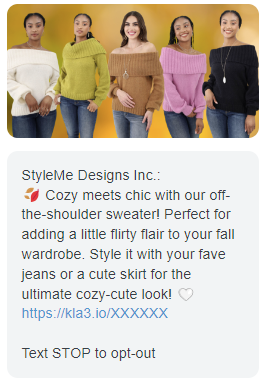 StyleMe Designs Inc.:
🍂 Cozy meets chic with our off-
the-shoulder sweater! Perfect for
adding a little flirty flair to your fall
wardrobe. Style it with your fave
jeans or a cute skirt for the
ultimate cozy-cute look! 🤍
https://kla3.io/XXXXXX
Text STOP to opt-out